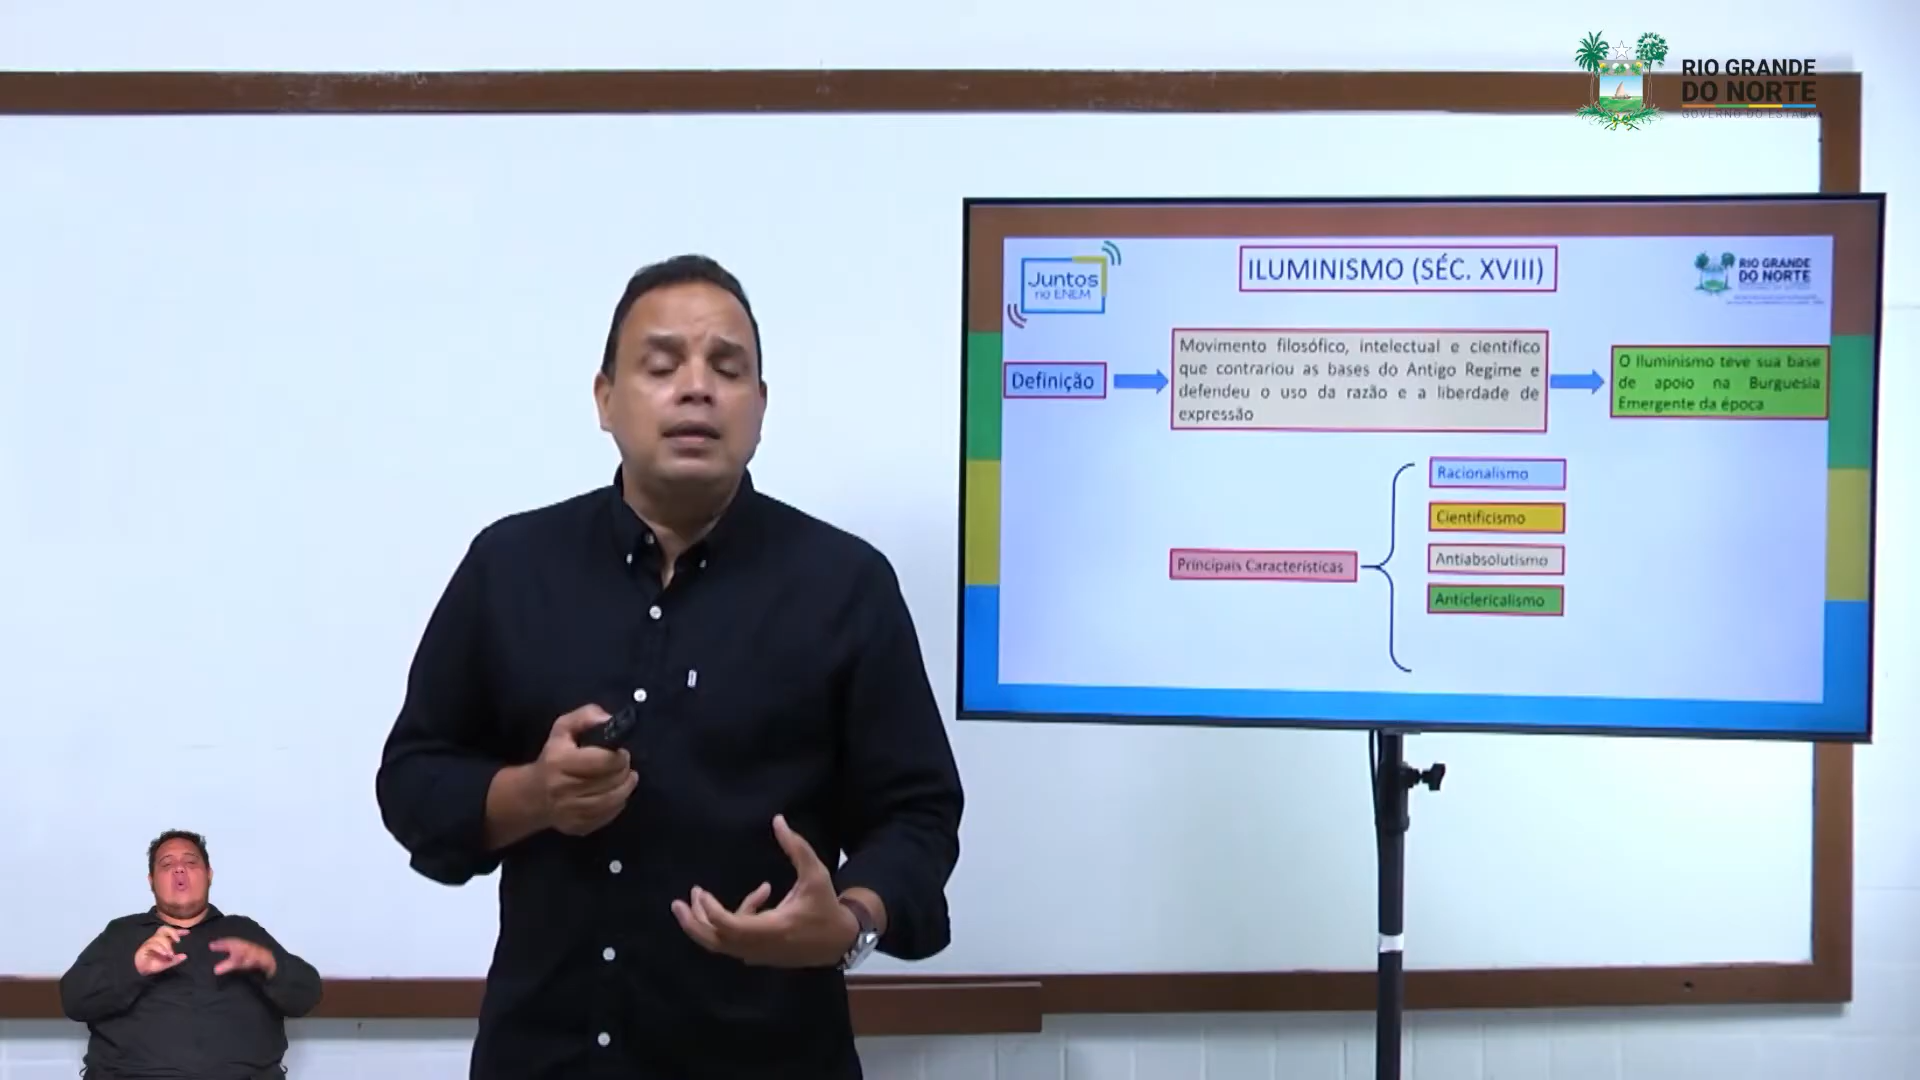 RIO GRANDE
DO NORTE
GOVERNO DO ESTADO
Juntos
no ENEM
ILUMINISMO (SÉC. XVIII)
RIO GRANDE
DO NORTE
Definição
Movimento filosófico, intelectual e científico
que contrariou as bases do Antigo Regime e
defendeu o uso da razão e a liberdade de
expressão
O Iluminismo teve sua base
de apoio na Burguesia
Emergente da época
Principais Características
Racionalismo
Cientificismo
Antiabsolutismo
Anticlericalismo